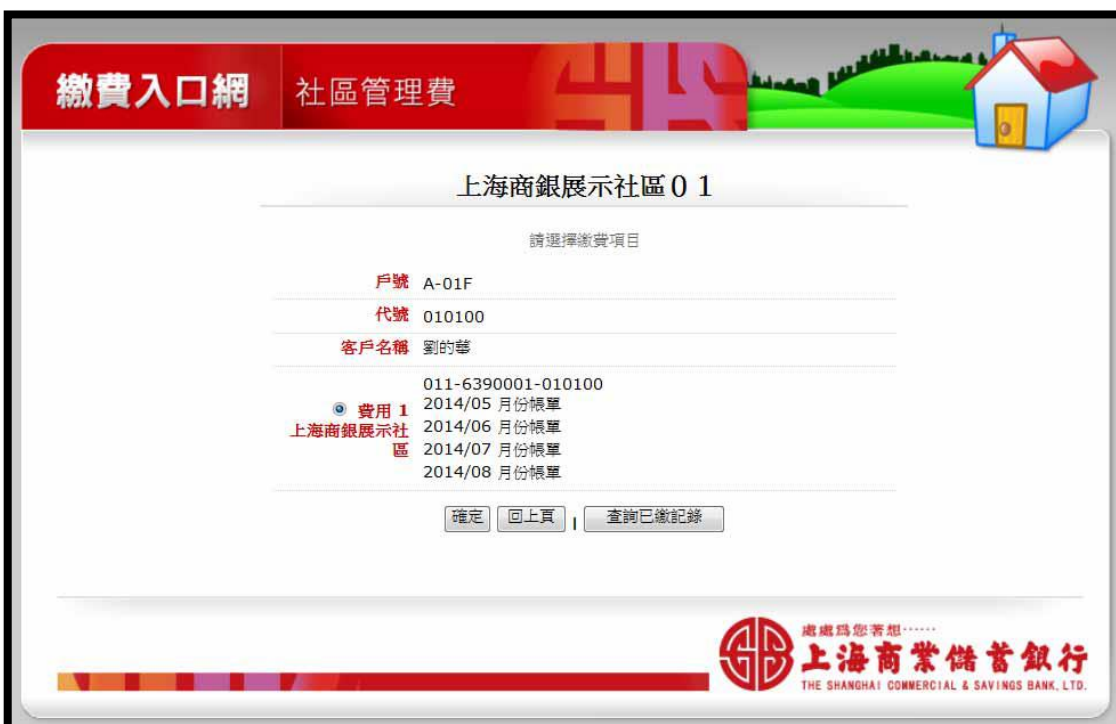 繳費入口網 社區管理費
上海商銀展示社區０１
請選擇繳費項目
戶號 A-01F
代號 010100
客戶名稱 劉的華
011-6390001-010100
費用 1 2014/05 月份帳單
上海商銀展示社 2014/06 月份帳單
區 2014/07 月份帳單
2014/08 月份帳單
確定 回上頁 | 查詢已繳記錄
處處為您著想······
上海商業儲蓄銀行
THE SHANGHAI COMMERCIAL & SAVINGS BANK, LTD.